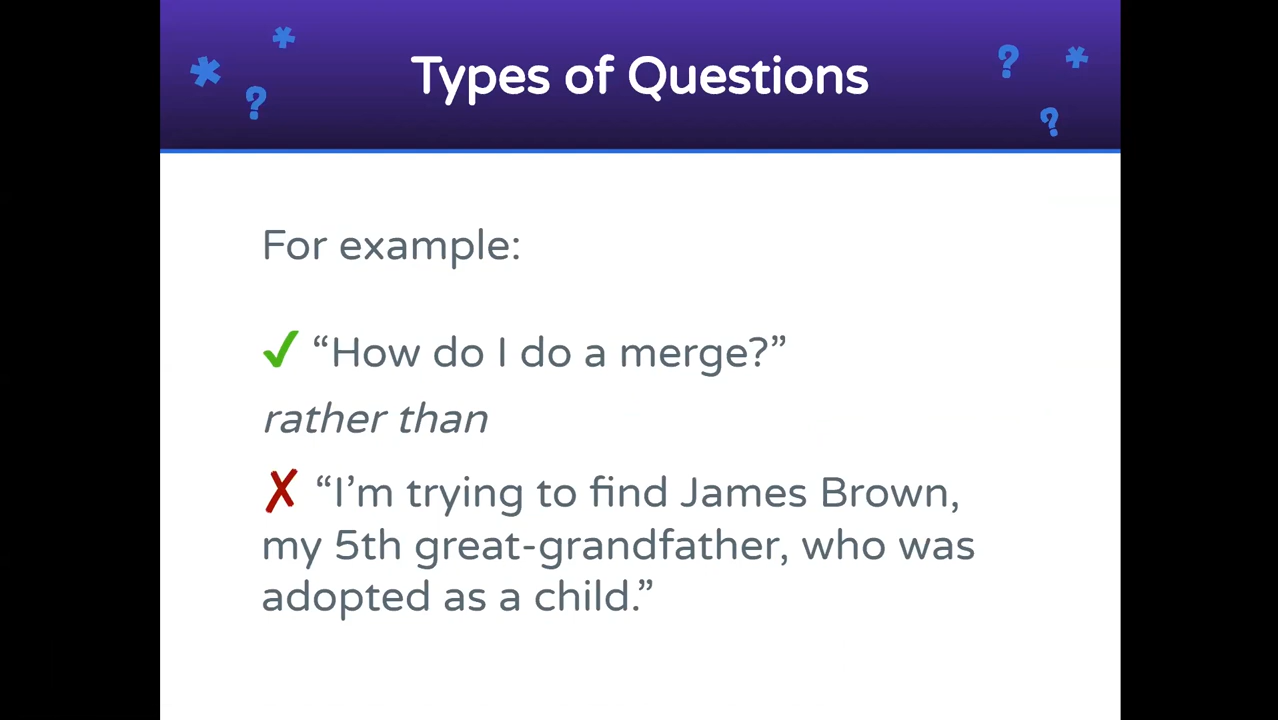 Types of Questions
For example:
✔ “How do I do a merge?”
rather than
✗ “I’m trying to find James Brown,
my 5th great-grandfather, who was
adopted as a child.”